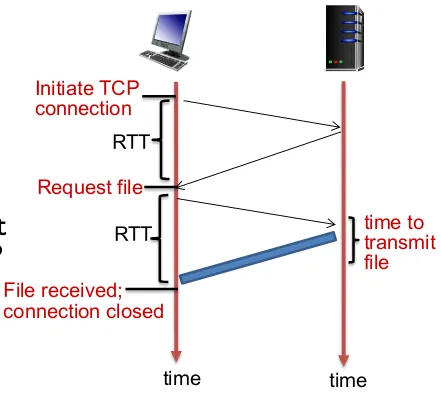 Initiate TCP
connection
RTT
Request file
RTT
time to
transmit
file
File received;
connection closed
time
time